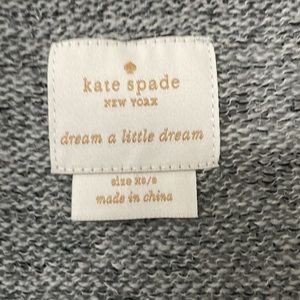 kate spade
NEW YORK
dream a little dream
size XS/S
made in china